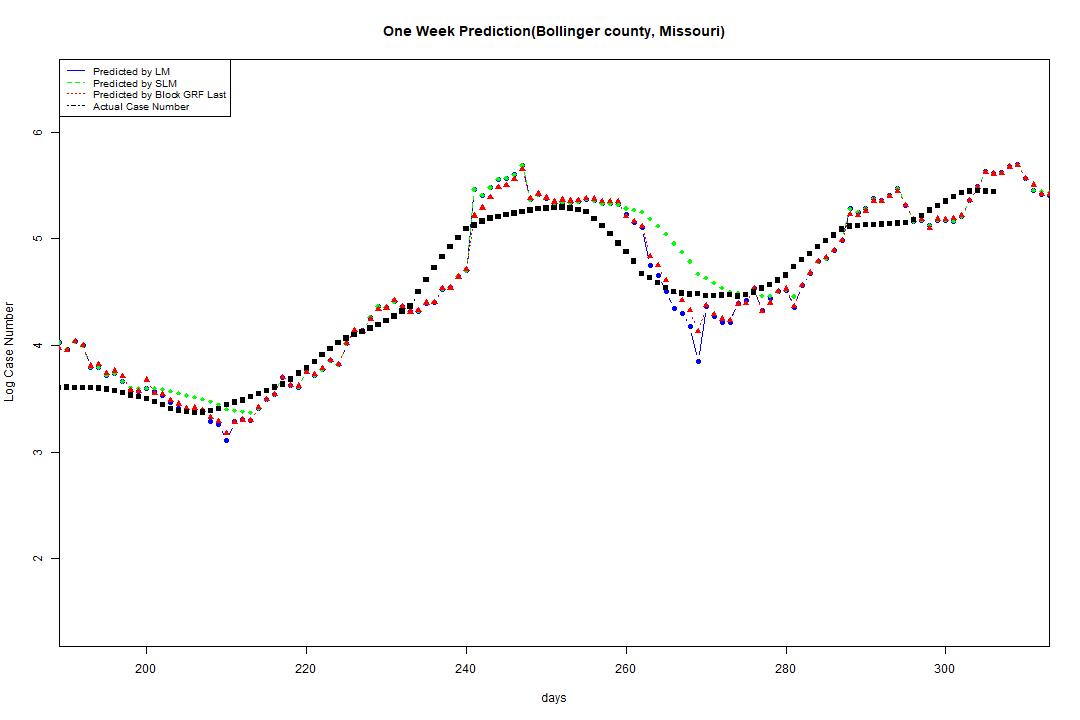 One Week Prediction(Bollinger county, Missouri)
Predicted by LM
Predicted by SLM
Predicted by Block GRF Last
Actual Case Number
6
5
4
3
2
Log Case Number
200 220 240 260 280 300
days